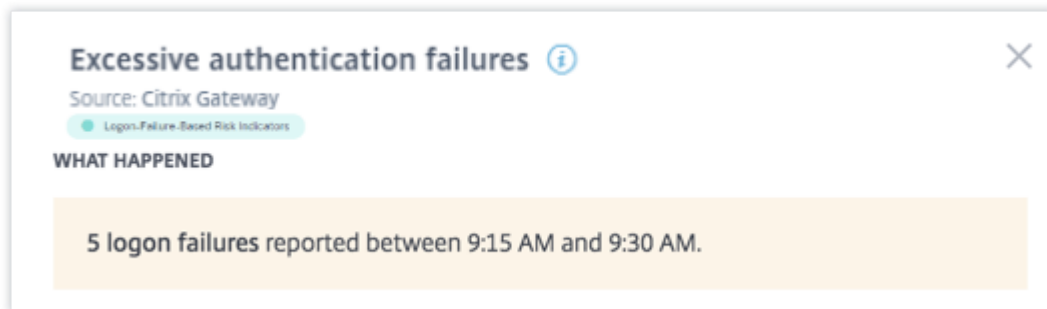 Excessive authentication failures
Source: Citrix Gateway
Logon-Failure-Based Risk Indicators
WHAT HAPPENED
5 logon failures reported between 9:15 AM and 9:30 AM.